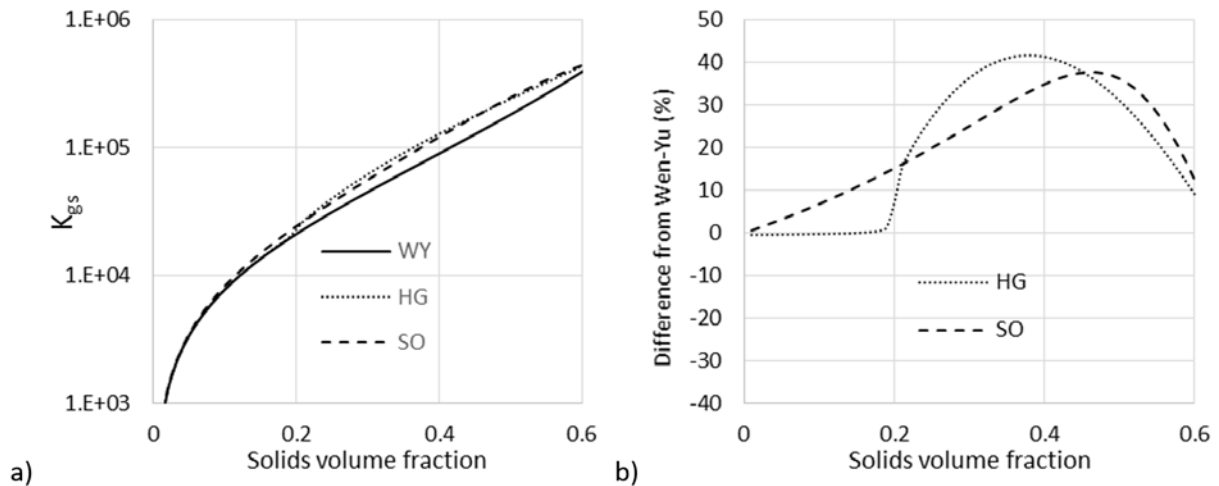 1.E+06
1.E+05
1.E+04
1.E+03
K_gs
WY
HG
SO
0
0.2
0.4
0.6
Solids volume fraction
a)
50
40
30
20
10
0
-10
-20
-30
-40
Difference from Wen-Yu (%)
HG
SO
0
0.2
0.4
0.6
Solids volume fraction
b)